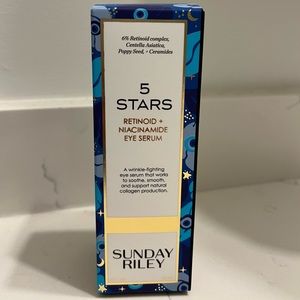 6% Retinoid complex,
Centella Asiatica,
Poppy Seed, + Ceramides
5
STARS
RETINOID +
NIACINAMIDE
EYE SERUM
A wrinkle-fighting
eye serum that works
to soothe, smooth,
and support natural
collagen production.
SUNDAY
RILEY